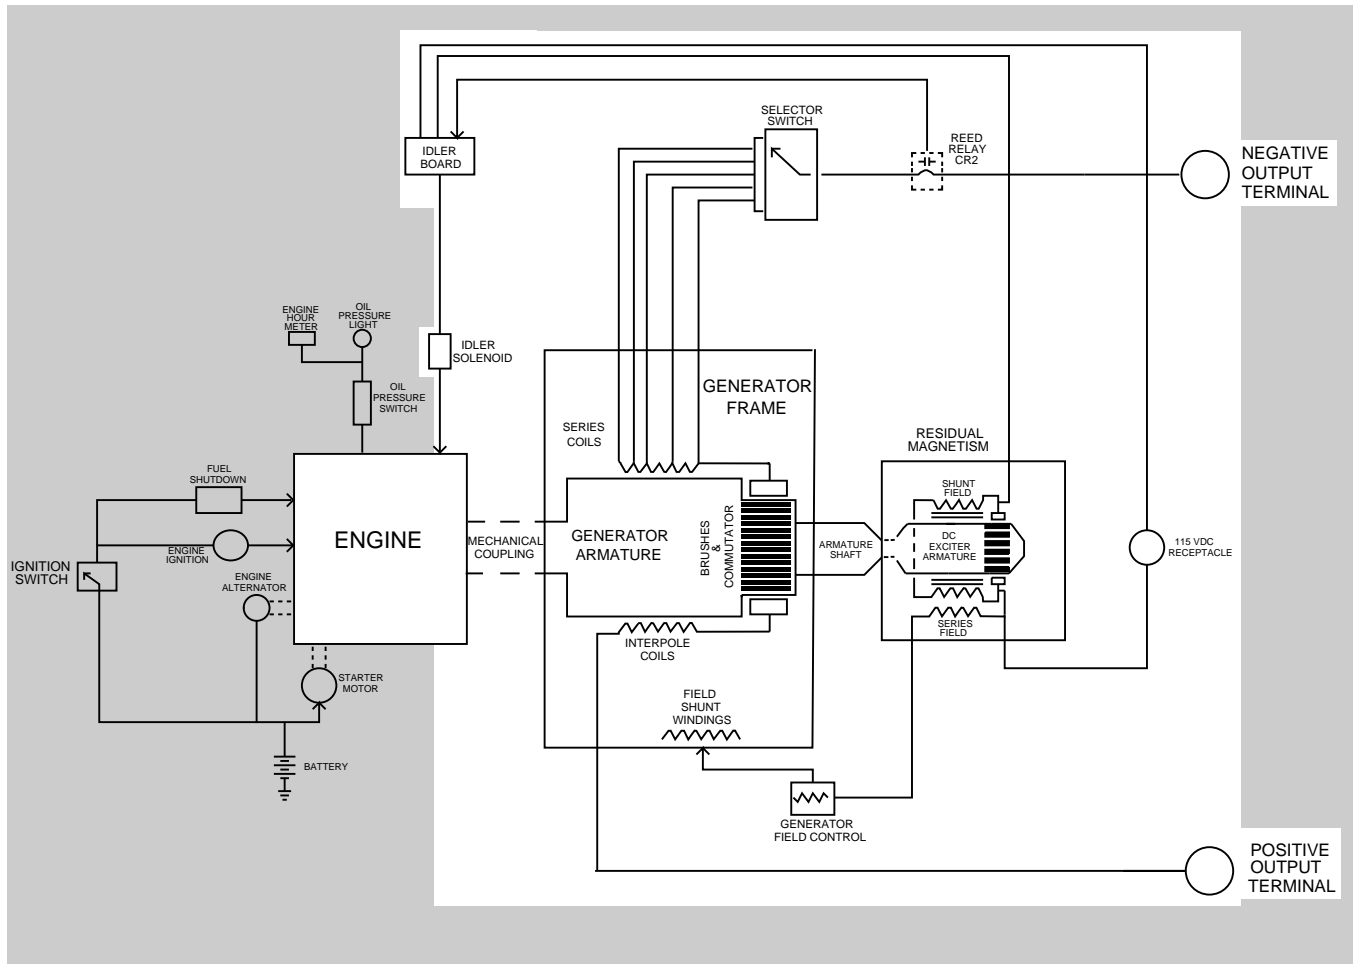 SELECTOR
SWITCH
REED
RELAY
CR2
NEGATIVE
OUTPUT
TERMINAL
IDLER
BOARD
ENGINE
HOUR
METER
OIL
PRESSURE
LIGHT
IDLER
SOLENOID
OIL
PRESSURE
SWITCH
GENERATOR
FRAME
SERIES
COILS
RESIDUAL
MAGNETISM
FUEL
SHUTDOWN
SHUNT
FIELD
ENGINE
MECHANICAL
COUPLING
GENERATOR
ARMATURE
BRUSHES
&
COMMUTATOR
ARMATURE
SHAFT
DC
EXCITER
ARMATURE
115 VDC
RECEPTACLE
ENGINE
IGNITION
IGNITION
SWITCH
ENGINE
ALTERNATOR
SERIES
FIELD
INTERPOLE
COILS
STARTER
MOTOR
FIELD
SHUNT
WINDINGS
BATTERY
GENERATOR
FIELD CONTROL
POSITIVE
OUTPUT
TERMINAL